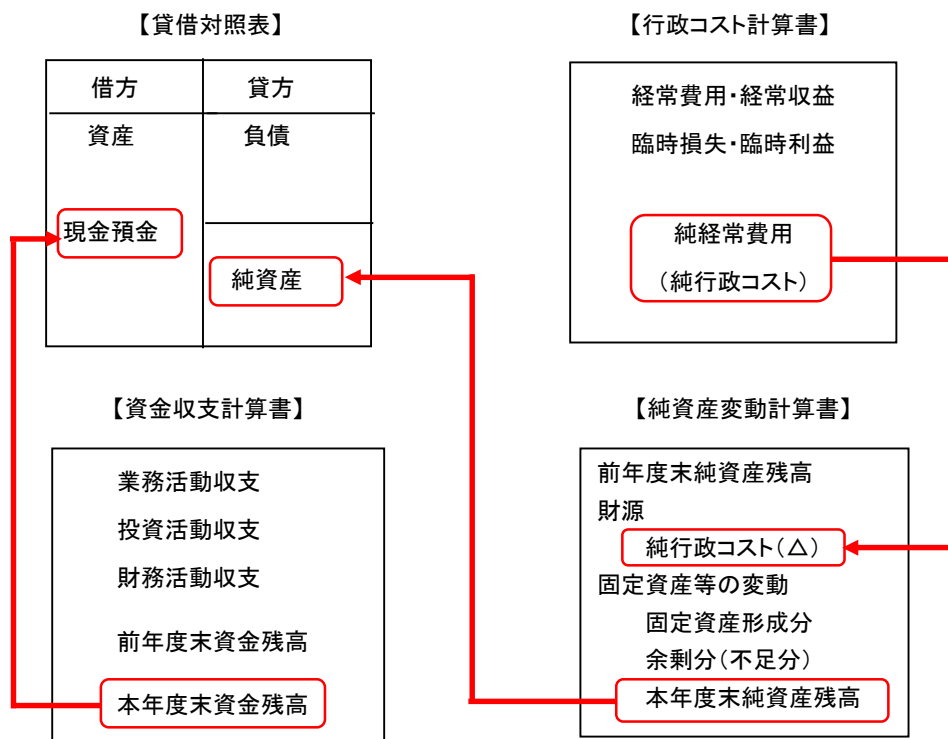 【貸借対照表】
借方
貸方
資産
負債
現金預金
純資産
【行政コスト計算書】
経常費用・経常収益
臨時損失・臨時利益
純経常費用
(純行政コスト)
【資金収支計算書】
業務活動収支
投資活動収支
財務活動収支
前年度末資金残高
本年度末資金残高
【純資産変動計算書】
前年度末純資産残高
財源
純行政コスト(△)
固定資産等の変動
固定資産形成分
余剰分(不足分)
本年度末純資産残高